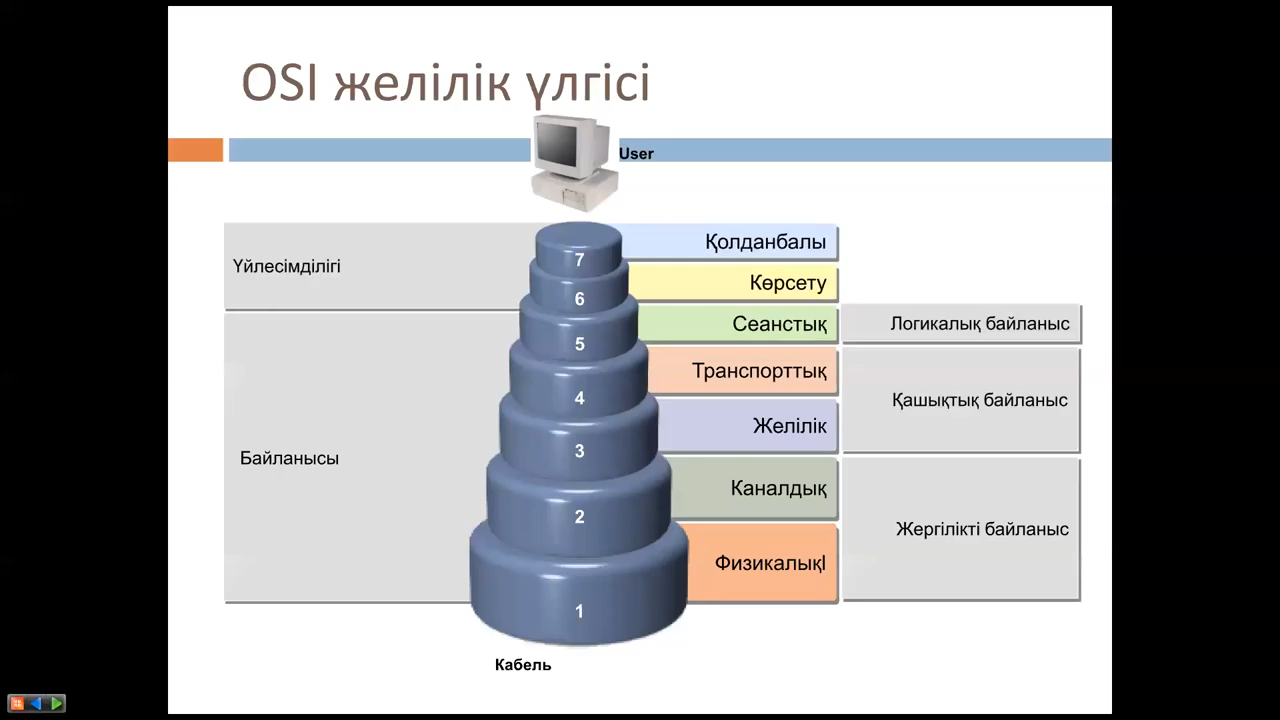 OSI желілік үлгісі
User
Үйлесімділігі
7
Қолданбалы
6
Көрсету
5
Сеанстық
Логикалық байланыс
4
Транспорттық
Қашықтық байланыс
3
Желілік
Байланысы
2
Каналдық
Жергілікті байланыс
1
Физикалықl
Кабель